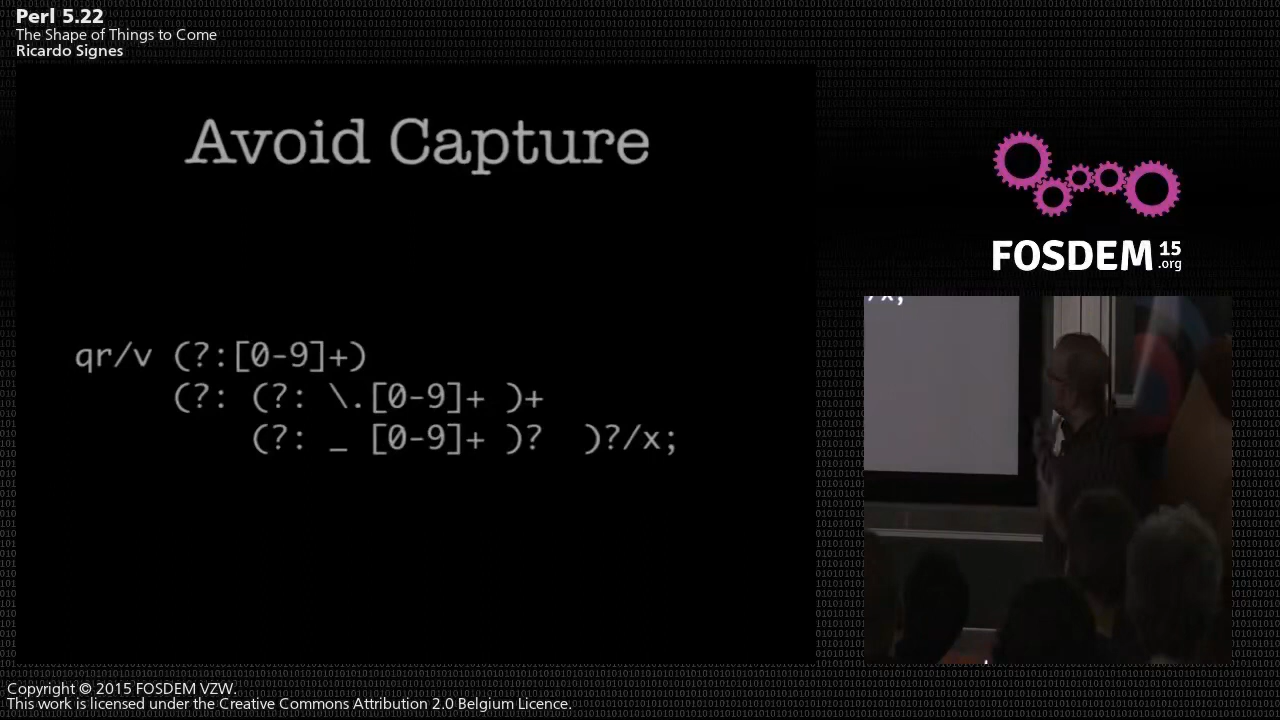 Perl 5.22
The Shape of Things to Come
Ricardo Signes
Avoid Capture
qr/v (?:[0-9]+)
(?: (?: \.[0-9]+ )+
(?: _ [0-9]+ )?  )?/x;
FOSDEM 15
.org
/x;
Copyright © 2015 FOSDEM VZW.
This work is licensed under the Creative Commons Attribution 2.0 Belgium Licence.